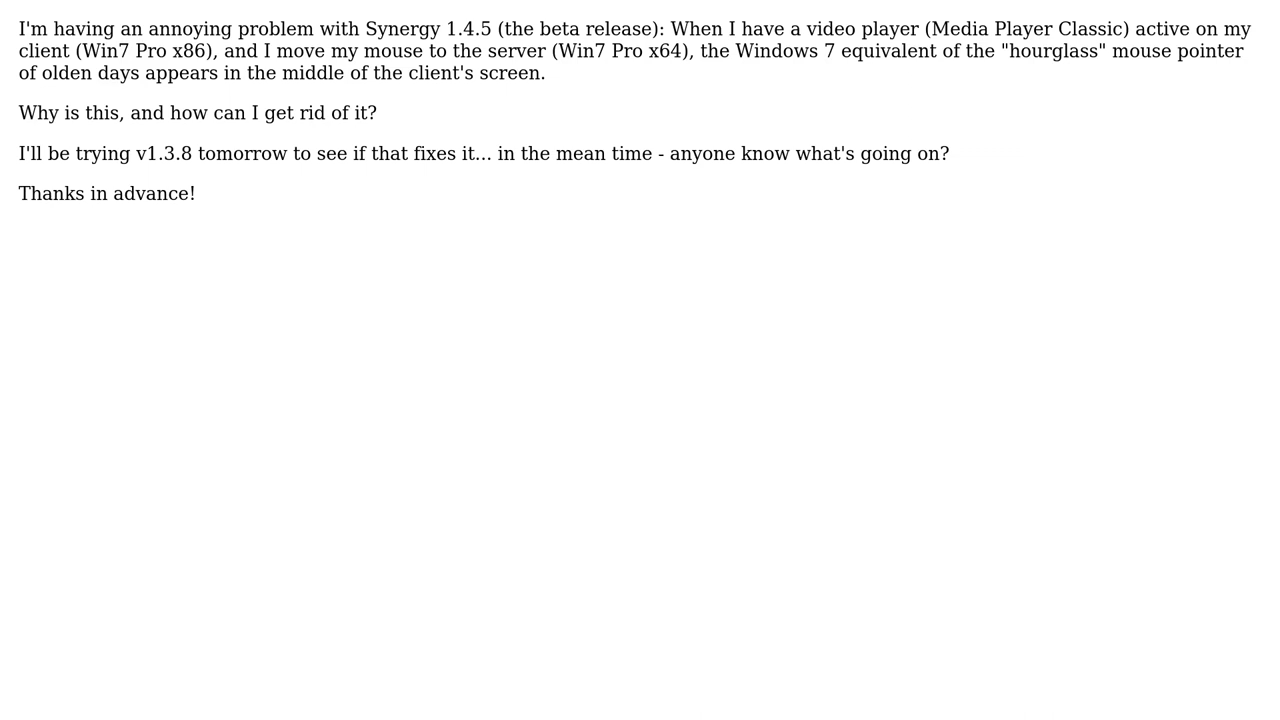 I'm having an annoying problem with Synergy 1.4.5 (the beta release): When I have a video player (Media Player Classic) active on my
client (Win7 Pro x86), and I move my mouse to the server (Win7 Pro x64), the Windows 7 equivalent of the "hourglass" mouse pointer
of olden days appears in the middle of the client's screen.
Why is this, and how can I get rid of it?
I'll be trying v1.3.8 tomorrow to see if that fixes it... in the mean time - anyone know what's going on?
Thanks in advance!